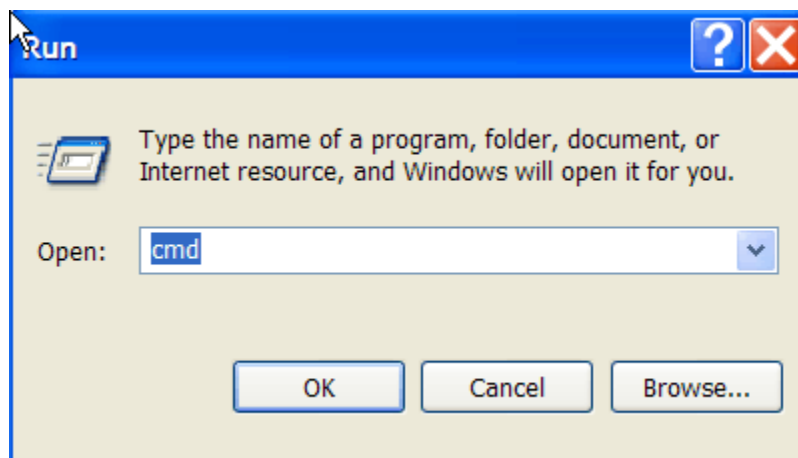 Run
Type the name of a program, folder, document, or
Internet resource, and Windows will open it for you.
Open: cmd
OK Cancel Browse...